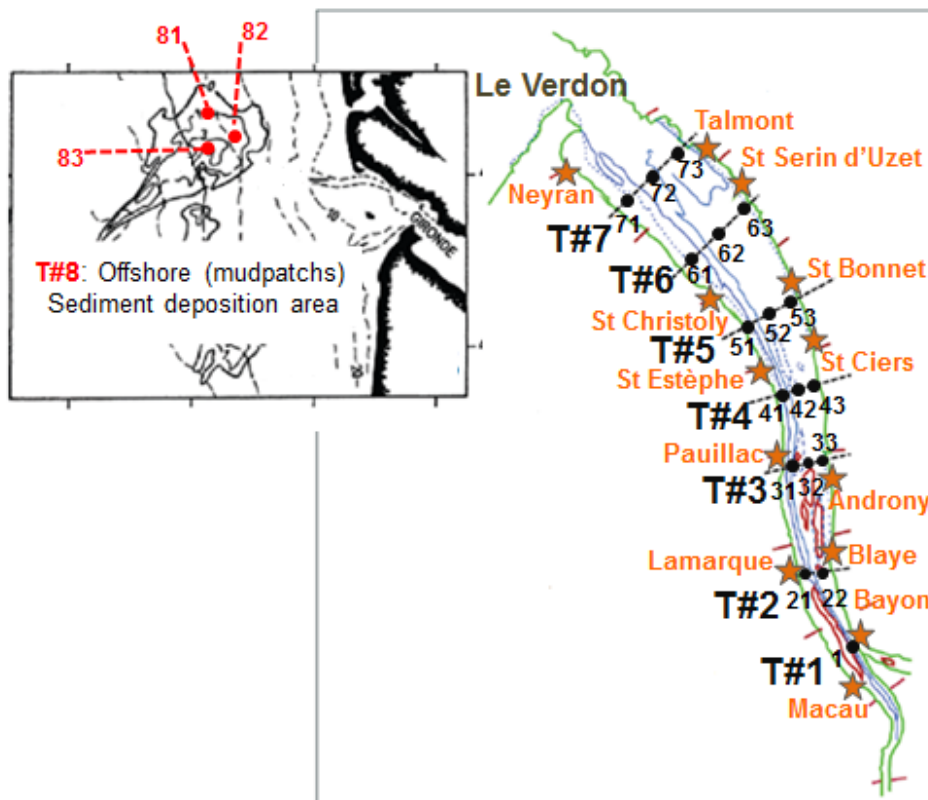 81
82
83
T#8: Offshore (mudpatchs)
Sediment deposition area
GIRONDE
Le Verdon
Talmont
St Serin d'Uzet
Neyran
73
72
71
T#7
63
62
61
T#6
St Bonnet
St Christoly
53
52
51
T#5
St Ciers
St Estèphe
T#4
41
42
43
Pauillac
33
T#3
31
32
Androny
Blaye
Lamarque
T#2
21
22
Bayon
T#1
1
Macau